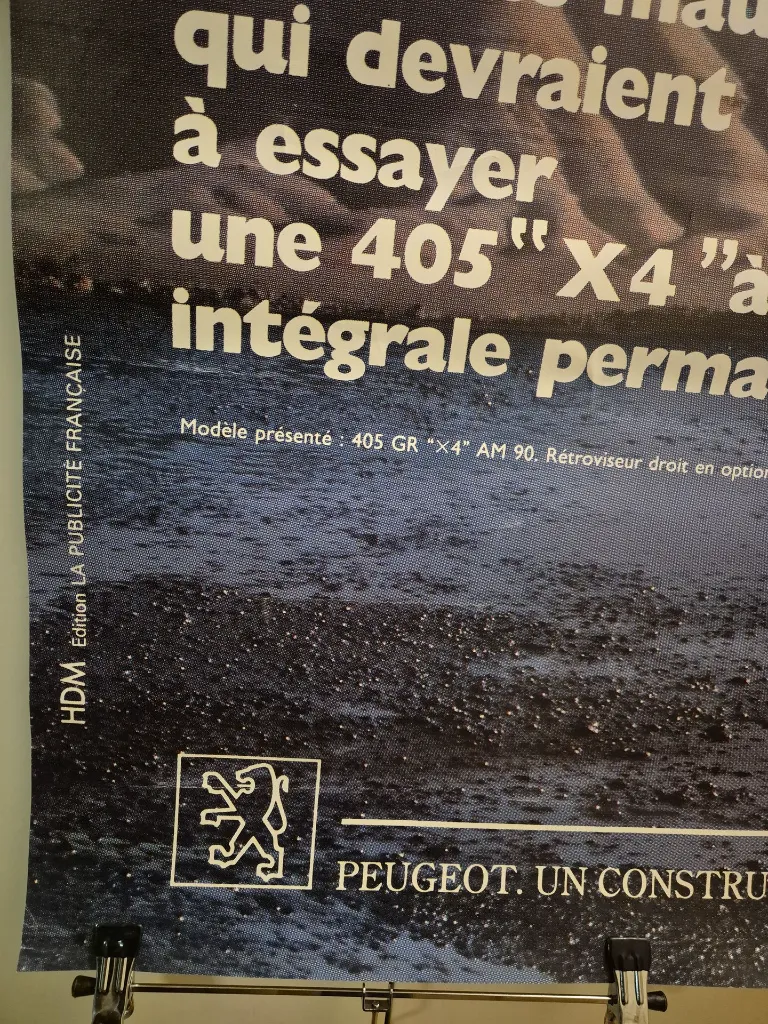 qui devraient
à essayer
une 405 "X4" à
intégrale perma
Modèle présenté : 405 GR "×4" AM 90. Rétroviseur droit en option
HDM Édition LA PUBLICITÉ FRANÇAISE
PEUGEOT. UN CONSTRU